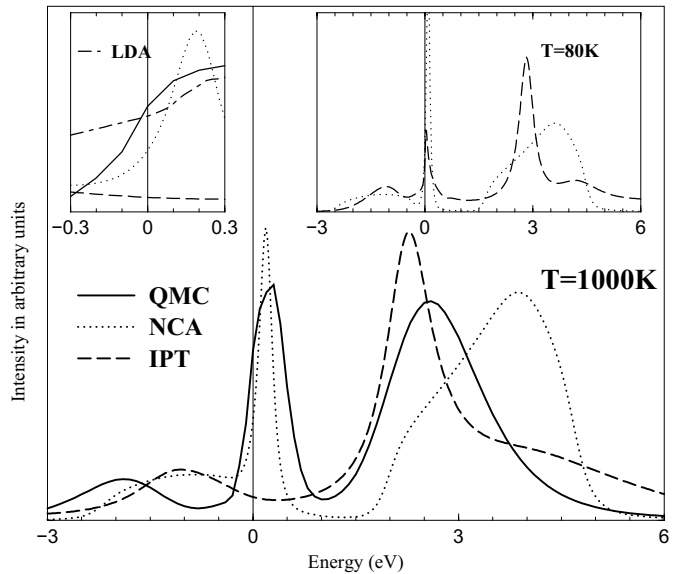 LDA
−0.3 0 0.3
T=80K
−3 0 3 6
T=1000K
QMC
NCA
IPT
Intensity in arbitrary units
−3 0 3 6
Energy (eV)